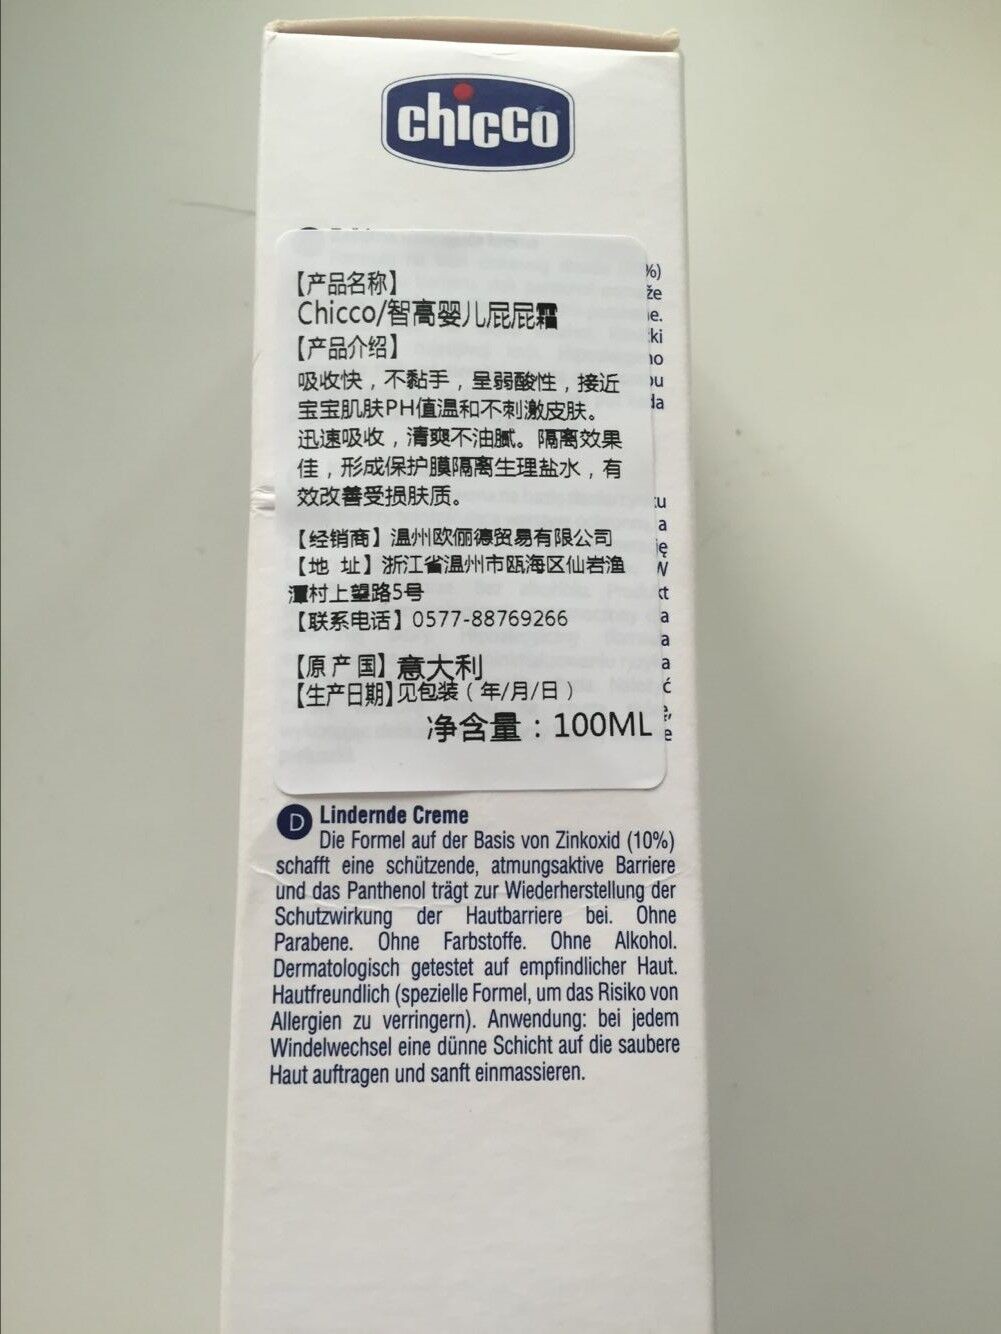 chicco
【产品名称】
Chicco/智高婴儿屁屁霜
【产品介绍】
吸收快，不黏手，呈弱酸性，接近
宝宝肌肤PH值温和不刺激皮肤。
迅速吸收，清爽不油腻。隔离效果
佳，形成保护膜隔离生理盐水，有
效改善受损肤质。
【经销商】温州欧俪德贸易有限公司
【地 址】浙江省温州市瓯海区仙岩渔
潭村上望路5号
【联系电话】0577-88769266
【原产国】意大利
【生产日期】见包装（年/月/日）
净含量：100ML
D Lindernde Creme
Die Formel auf der Basis von Zinkoxid (10%)
schafft eine schützende, atmungsaktive Barriere
und das Panthenol trägt zur Wiederherstellung der
Schutzwirkung der Hautbarriere bei. Ohne
Parabene. Ohne Farbstoffe. Ohne Alkohol.
Dermatologisch getestet auf empfindlicher Haut.
Hautfreundlich (spezielle Formel, um das Risiko von
Allergien zu verringern). Anwendung: bei jedem
Windelwechsel eine dünne Schicht auf die saubere
Haut auftragen und sanft einmassieren.